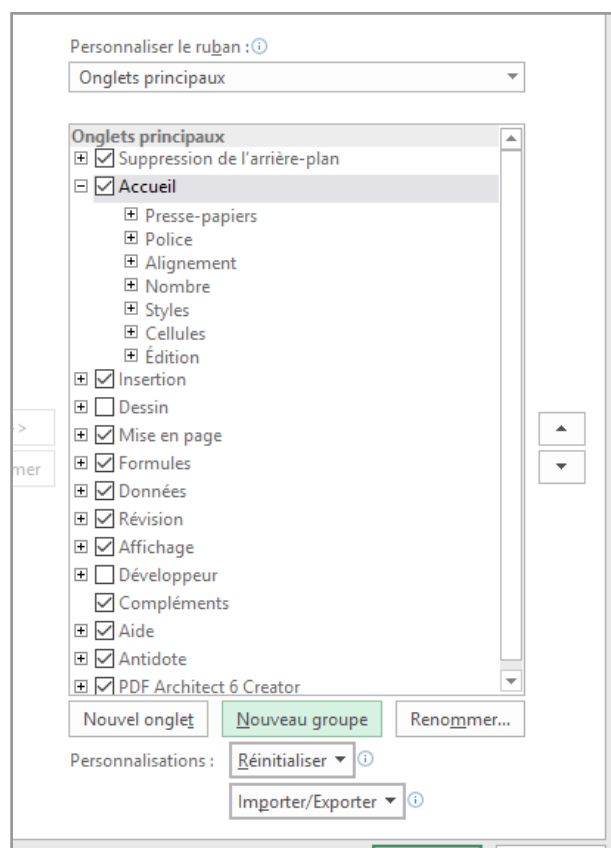 Personnaliser le ruban :
Onglets principaux
Onglets principaux
Suppression de l'arrière-plan
Accueil
Presse-papiers
Police
Alignement
Nombre
Styles
Cellules
Édition
Insertion
Dessin
Mise en page
Formules
Données
Révision
Affichage
Développeur
Compléments
Aide
Antidote
PDF Architect 6 Creator
Nouvel onglet Nouveau groupe Renommer...
Personnalisations : Réinitialiser
Importer/Exporter